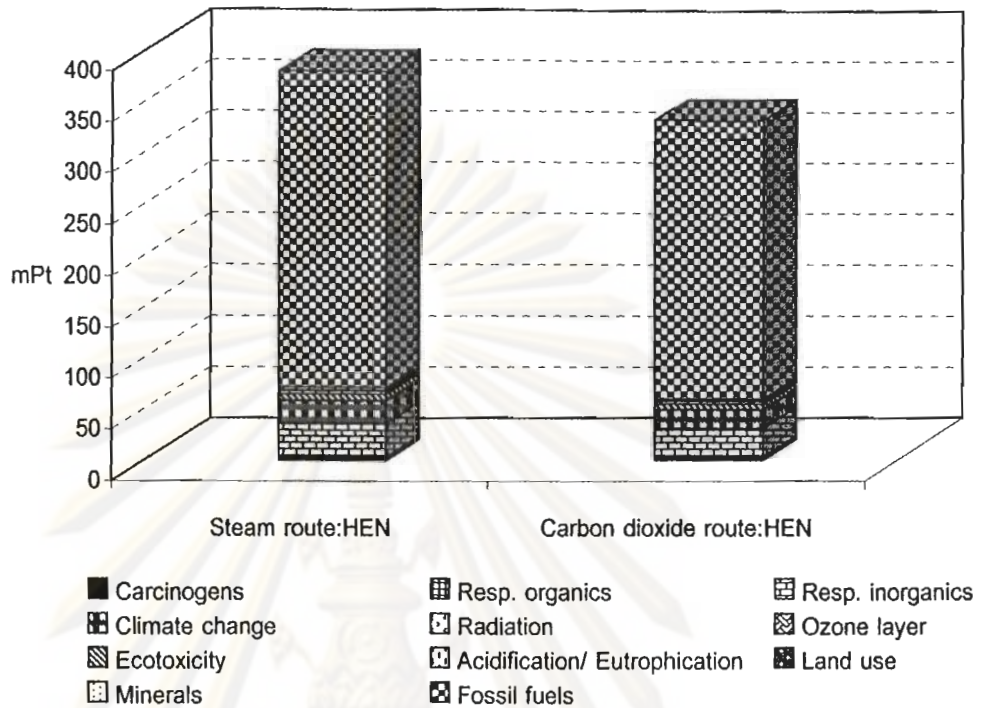 400
350
300
250
mPt 200
150
100
50
0
Steam route:HEN Carbon dioxide route:HEN
Carcinogens Resp. organics Resp. inorganics
Climate change Radiation Ozone layer
Ecotoxicity Acidification/ Eutrophication Land use
Minerals Fossil fuels